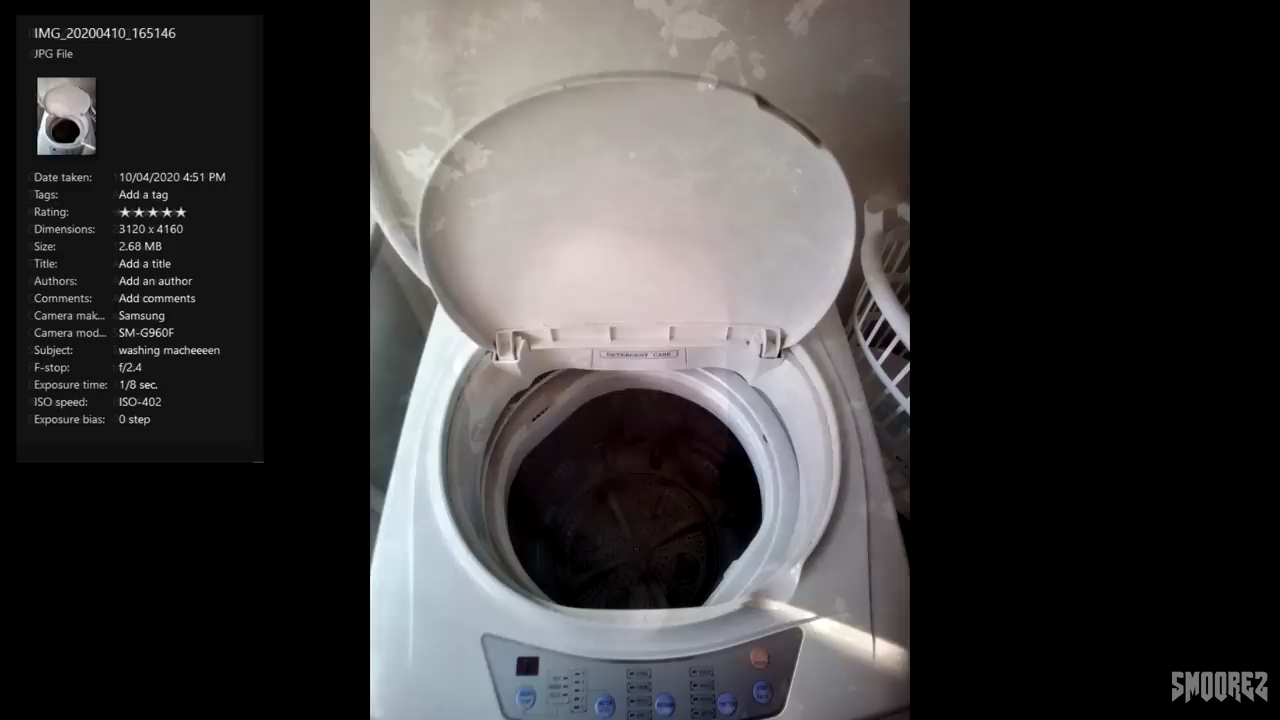 IMG_20200410_165146
JPG File
Date taken: 10/04/2020 4:51 PM
Tags: Add a tag
Rating: ★★★★★
Dimensions: 3120 x 4160
Size: 2.68 MB
Title: Add a title
Authors: Add an author
Comments: Add comments
Camera mak... Samsung
Camera mod... SM-G960F
Subject: washing macheeeen
F-stop: f/2.4
Exposure time: 1/8 sec.
ISO speed: ISO-402
Exposure bias: 0 step
DETERGENT CASE
SMOOREZ